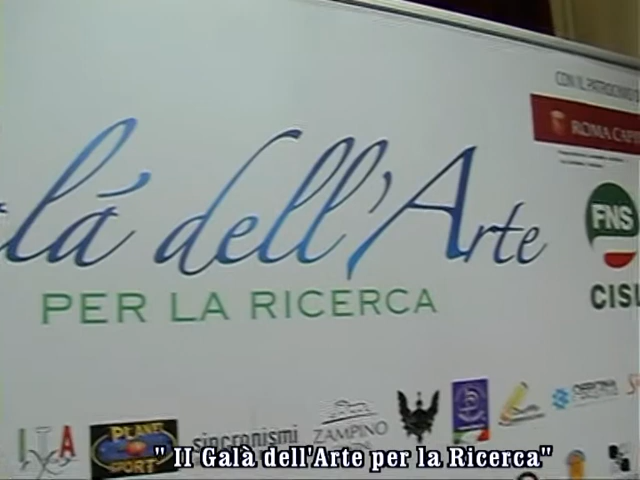 CON IL PATROCINIO
ROMA
lá dell'Arte
FNS
PER LA RICERCA
CISL
PLANET SPORT
sincronismi
ZAMPINO
" II Galà dell'Arte per la Ricerca"